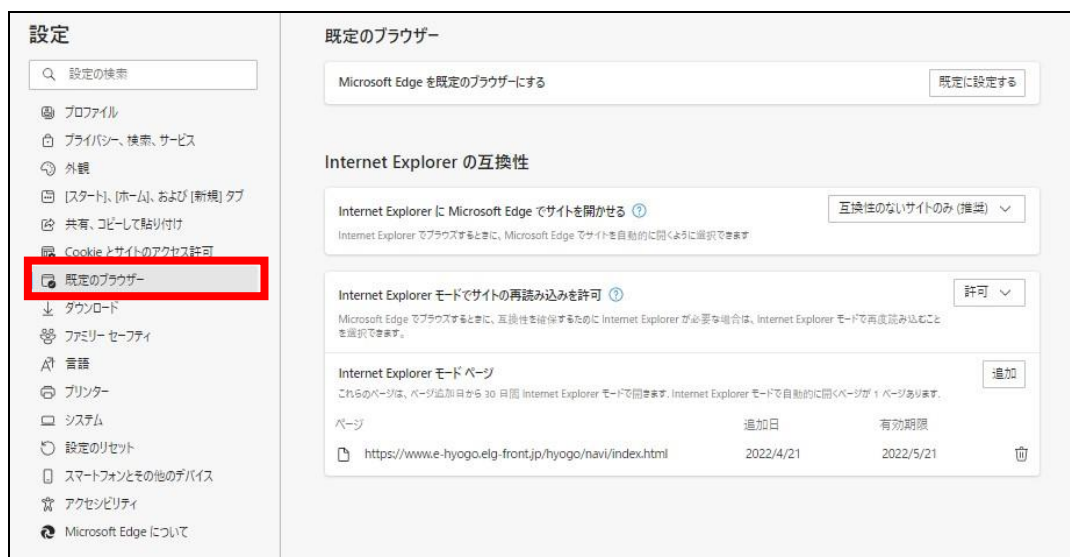 設定
設定の検索
プロファイル
プライバシー、検索、サービス
外観
[スタート]、[ホーム]、および [新規] タブ
共有、コピーして貼り付け
Cookie とサイトのアクセス許可
既定のブラウザー
ダウンロード
ファミリー セーフティ
言語
プリンター
システム
設定のリセット
スマートフォンとその他のデバイス
アクセシビリティ
Microsoft Edge について
既定のブラウザー
Microsoft Edge を既定のブラウザーにする
既定に設定する
Internet Explorer の互換性
Internet Explorer に Microsoft Edge でサイトを開かせる
互換性のないサイトのみ (推奨)
Internet Explorer でブラウズするときに、Microsoft Edge でサイトを自動的に開くように選択できます
Internet Explorer モードでサイトの再読み込みを許可
許可
Microsoft Edge でブラウズするときに、互換性を確保するために Internet Explorer が必要な場合は、Internet Explorer モードで再度読み込むこと
を選択できます。
Internet Explorer モード ページ
追加
これらのページは、ページ追加日から 30 日間 Internet Explorer モードで開きます. Internet Explorer モードで自動的に開くページが 1 ページあります.
ページ 追加日 有効期限
https://www.e-hyogo.elg-front.jp/hyogo/navi/index.html 2022/4/21 2022/5/21